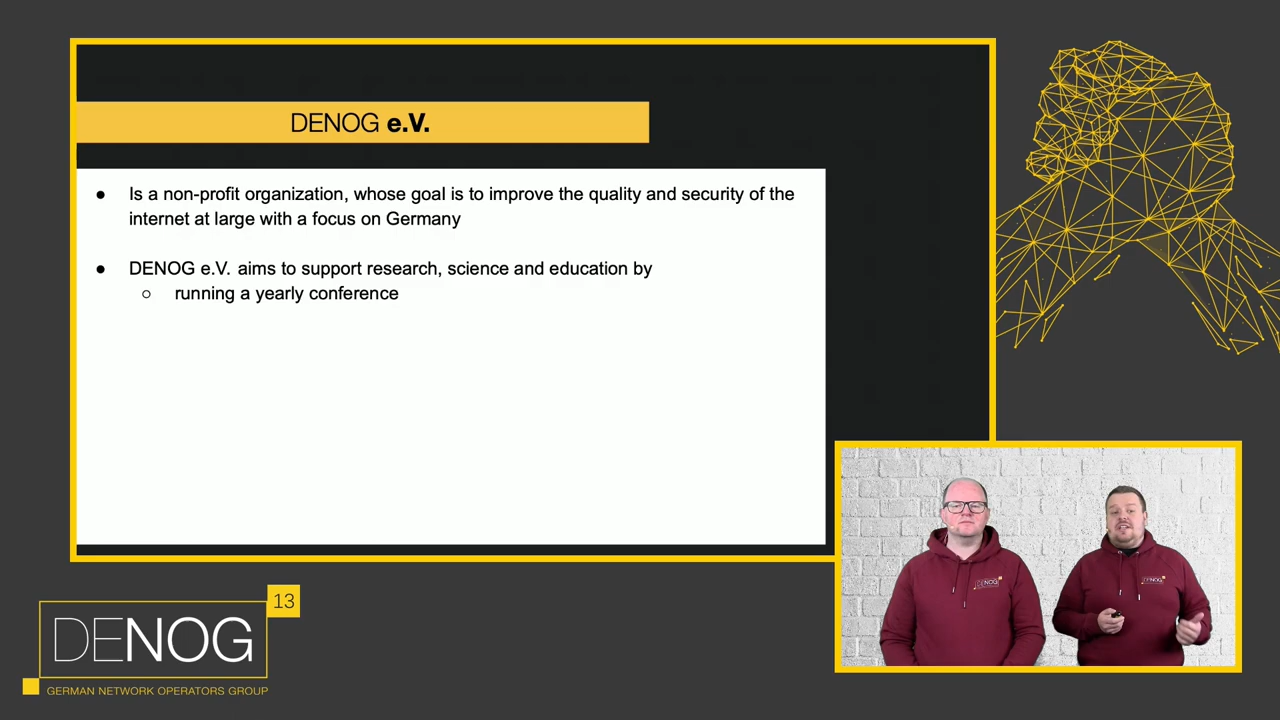 DENOG e.V.
● Is a non-profit organization, whose goal is to improve the quality and security of the
internet at large with a focus on Germany
● DENOG e.V. aims to support research, science and education by
○ running a yearly conference
13
DENOG
GERMAN NETWORK OPERATORS GROUP
DENOG
DENOG